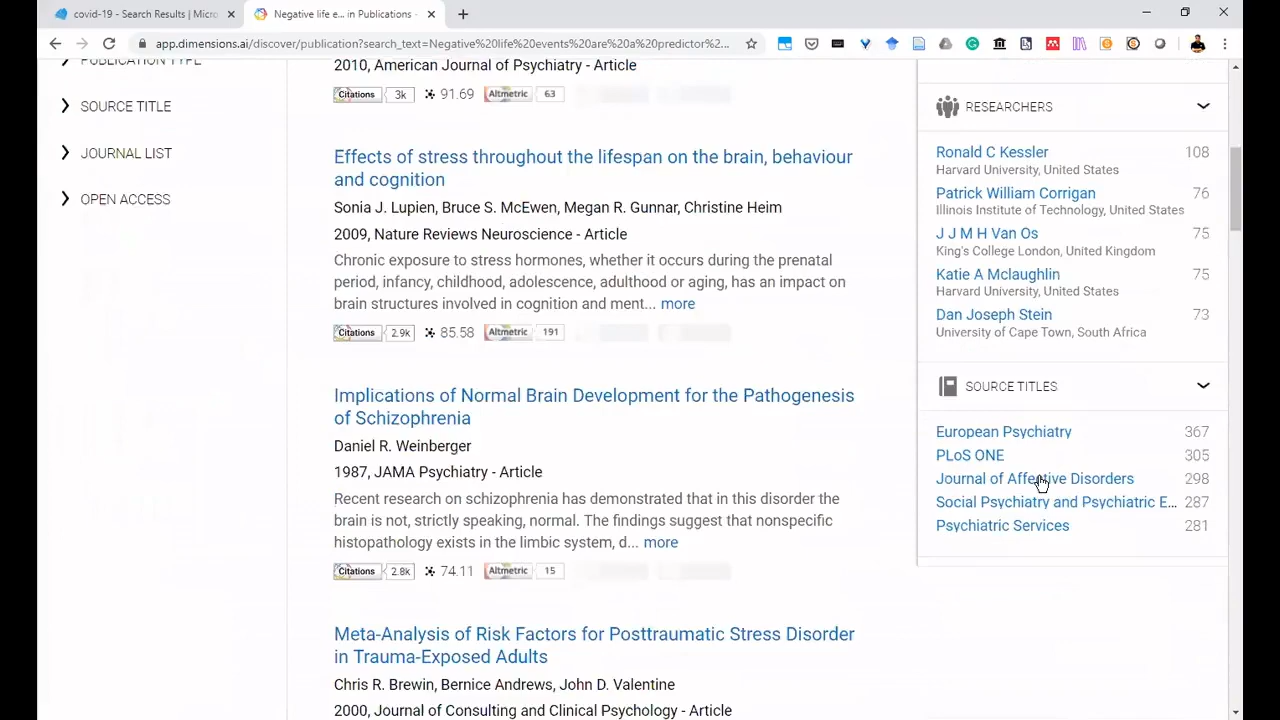 covid-19 - Search Results | Micro
Negative life e... in Publications -
app.dimensions.ai/discover/publication?search_text=Negative%20life%20events%20are%20a%20predictor%2...
PUBLICATION TYPE
SOURCE TITLE
JOURNAL LIST
OPEN ACCESS
2010, American Journal of Psychiatry - Article
Citations 3k 91.69 Altmetric 63
Effects of stress throughout the lifespan on the brain, behaviour
and cognition
Sonia J. Lupien, Bruce S. McEwen, Megan R. Gunnar, Christine Heim
2009, Nature Reviews Neuroscience - Article
Chronic exposure to stress hormones, whether it occurs during the prenatal
period, infancy, childhood, adolescence, adulthood or aging, has an impact on
brain structures involved in cognition and ment... more
Citations 2.9k 85.58 Altmetric 191
Implications of Normal Brain Development for the Pathogenesis
of Schizophrenia
Daniel R. Weinberger
1987, JAMA Psychiatry - Article
Recent research on schizophrenia has demonstrated that in this disorder the
brain is not, strictly speaking, normal. The findings suggest that nonspecific
histopathology exists in the limbic system, d... more
Citations 2.8k 74.11 Altmetric 15
Meta-Analysis of Risk Factors for Posttraumatic Stress Disorder
in Trauma-Exposed Adults
Chris R. Brewin, Bernice Andrews, John D. Valentine
2000, Journal of Consulting and Clinical Psychology - Article
RESEARCHERS
Ronald C Kessler 108
Harvard University, United States
Patrick William Corrigan 76
Illinois Institute of Technology, United States
J J M H Van Os 75
King's College London, United Kingdom
Katie A Mclaughlin 75
Harvard University, United States
Dan Joseph Stein 73
University of Cape Town, South Africa
SOURCE TITLES
European Psychiatry 367
PLoS ONE 305
Journal of Affective Disorders 298
Social Psychiatry and Psychiatric E... 287
Psychiatric Services 281